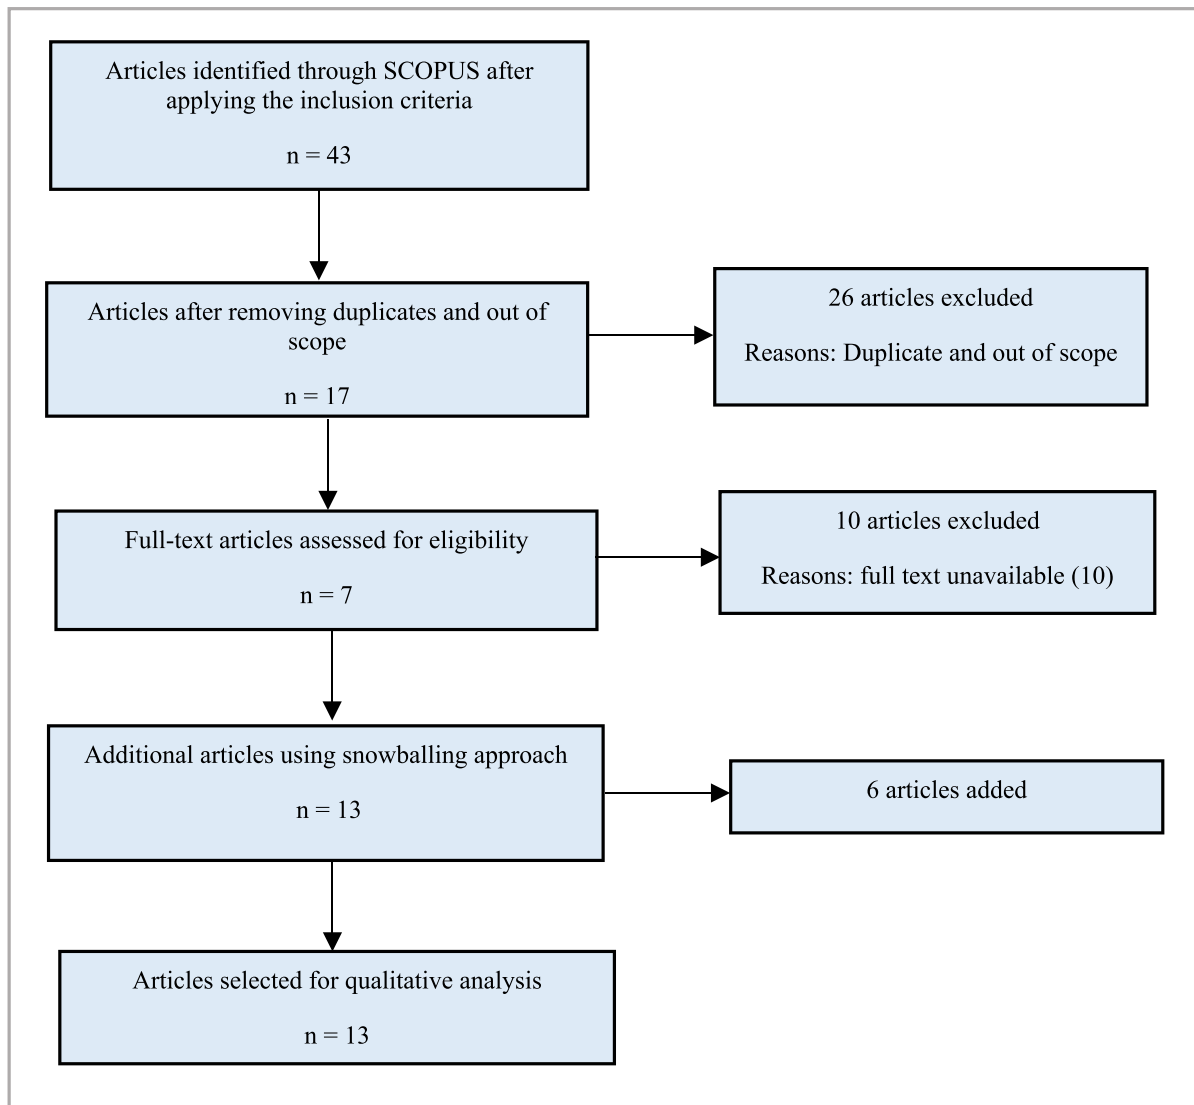 Articles identified through SCOPUS after
applying the inclusion criteria
n = 43
Articles after removing duplicates and out of
scope
n = 17
26 articles excluded
Reasons: Duplicate and out of scope
Full-text articles assessed for eligibility
n = 7
10 articles excluded
Reasons: full text unavailable (10)
Additional articles using snowballing approach
n = 13
6 articles added
Articles selected for qualitative analysis
n = 13